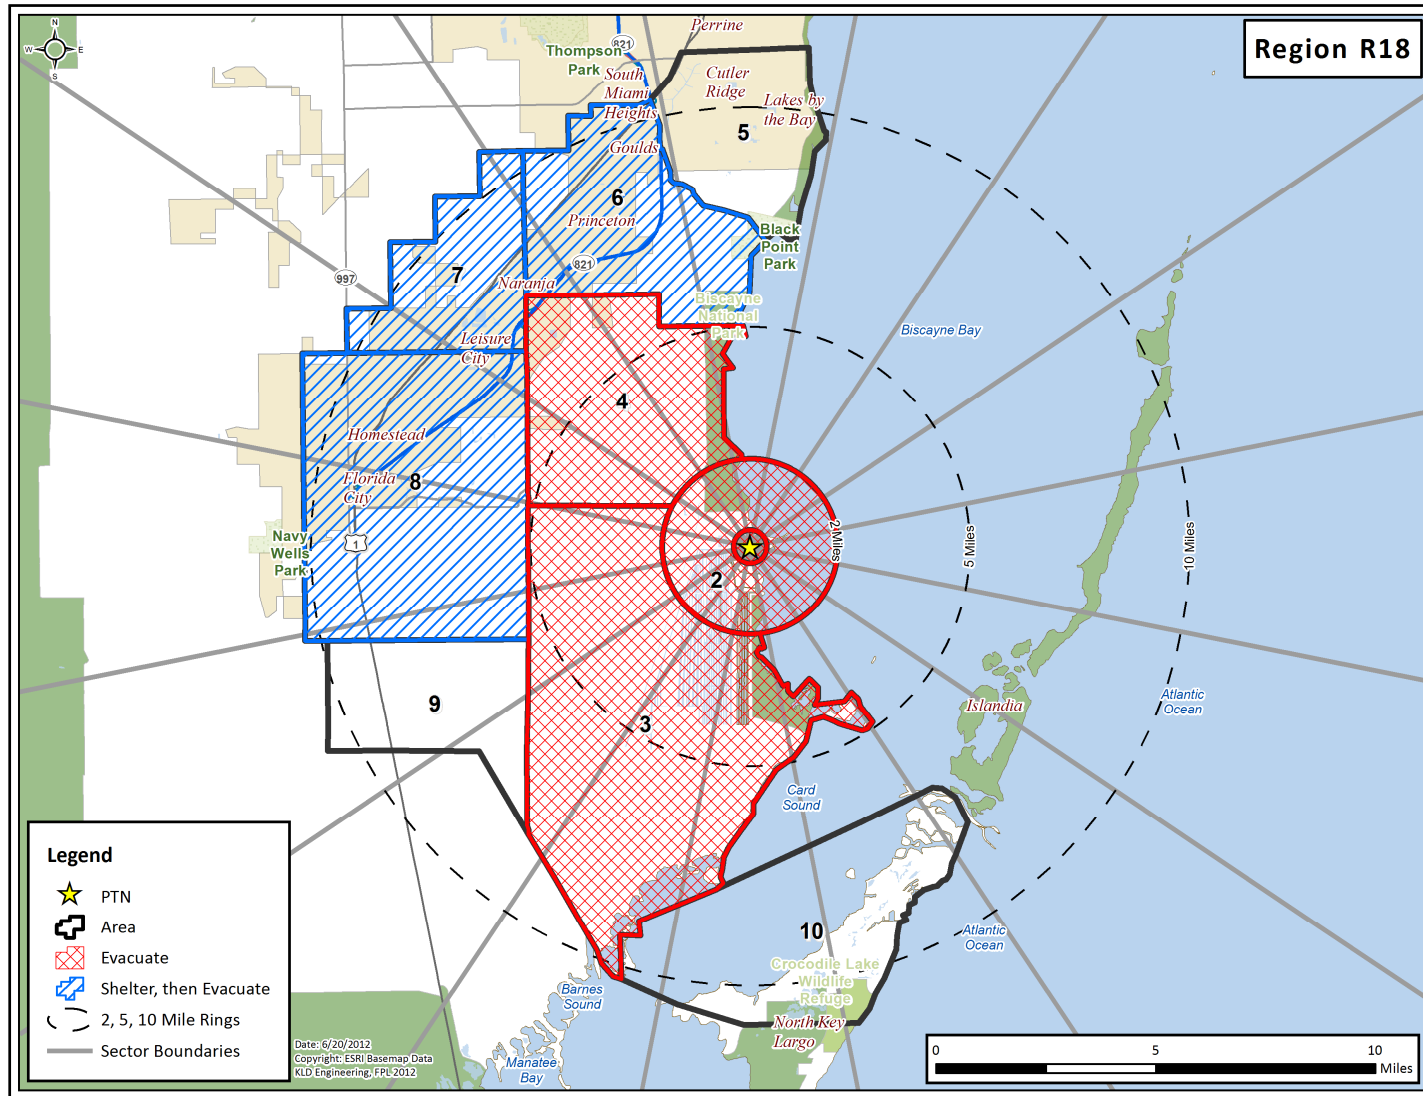 Region R18
N
W E
S
Perrine
821
Thompson
Park
South
Miami
Heights
Cutler
Ridge
Lakes by
the Bay
5
Goulds
6
Princeton
Black
Point
Park
821
997
7
Naranja
Biscayne
National
Park
Biscayne Bay
Leisure
City
4
Homestead
Florida
City
8
Navy
Wells
Park
1
2 Miles
5 Miles
10 Miles
2
9
3
Islandia
Atlantic
Ocean
Card
Sound
10
Atlantic
Ocean
Crocodile Lake
Wildlife
Refuge
Barnes
Sound
North Key
Largo
Manatee
Bay
Legend
PTN
Area
Evacuate
Shelter, then Evacuate
2, 5, 10 Mile Rings
Sector Boundaries
Date: 6/20/2012
Copyright: ESRI Basemap Data
KLD Engineering, FPL 2012
0 5 10
Miles